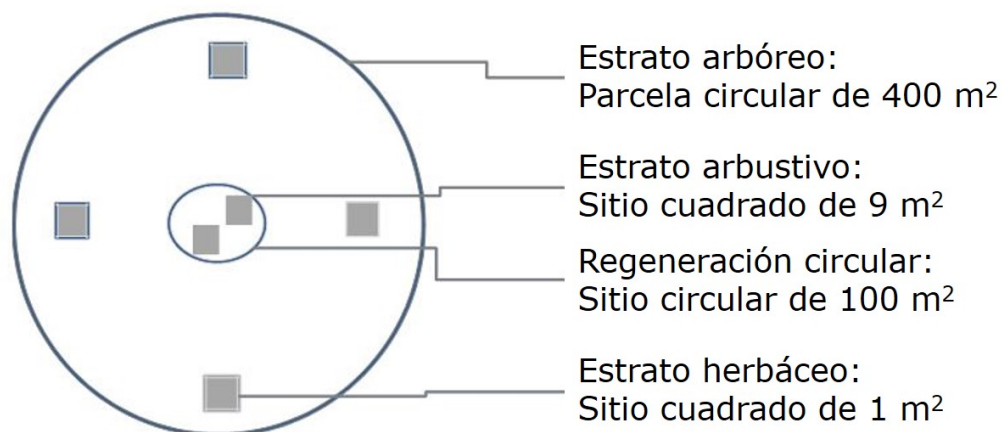 Estrato arbóreo:
Parcela circular de 400 m²
Estrato arbustivo:
Sitio cuadrado de 9 m²
Regeneración circular:
Sitio circular de 100 m²
Estrato herbáceo:
Sitio cuadrado de 1 m²